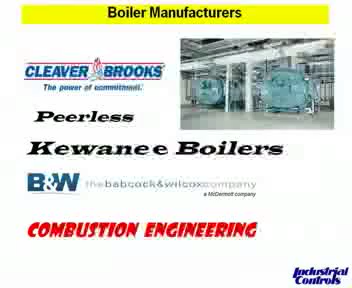 Boiler Manufacturers
CLEAVER BROOKS
The power of commitment.
Peerless
Kewanee Boilers
B&W the babcock & wilcox company
a McDermott company
COMBUSTION ENGINEERING
Industrial
Controls